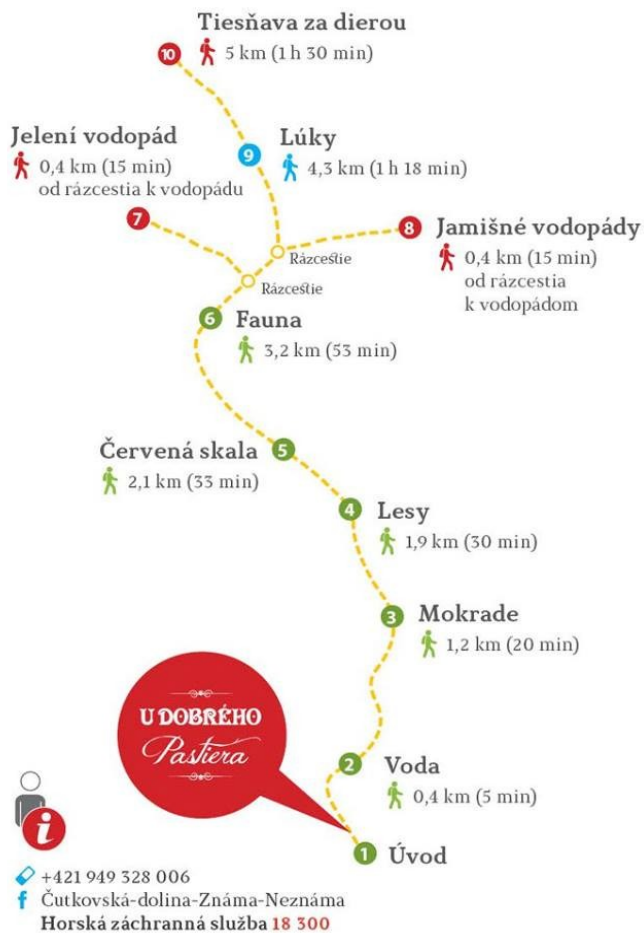 Tiesňava za dierou
10
5 km (1 h 30 min)
Jelení vodopád
0,4 km (15 min)
od rázcestia k vodopádu
9
Lúky
4,3 km (1 h 18 min)
7
8
Jamišné vodopády
0,4 km (15 min)
od rázcestia
k vodopádom
Rázcestie
Rázcestie
6
Fauna
3,2 km (53 min)
Červená skala
5
2,1 km (33 min)
4
Lesy
1,9 km (30 min)
3
Mokrade
1,2 km (20 min)
U DOBRÉHO
Pastiera
2
Voda
0,4 km (5 min)
1
Úvod
i
+421 949 328 006
f Čutkovská-dolina-Známa-Neznáma
Horská záchranná služba 18 300